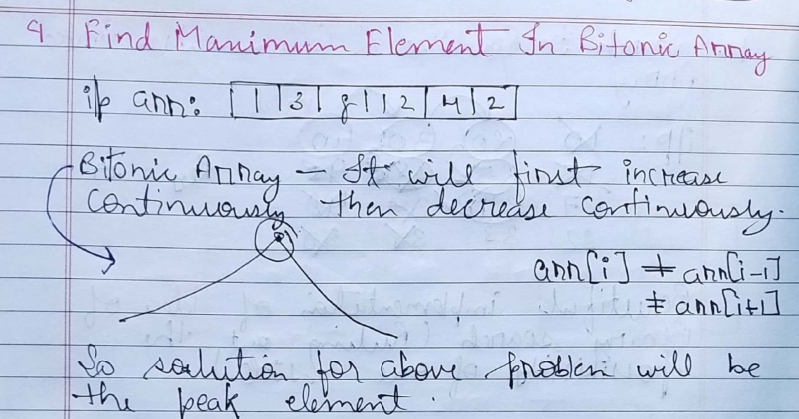 9 Find Maximum Element In Bitonic Array
i/p arr: [1|3|8|12|4|2]
Bitonic Array - It will first increase
continuously then decrease continuously.
arr[i] ≠ arr[i-1]
≠ arr[i+1]
So solution for above problem will be
the peak element.